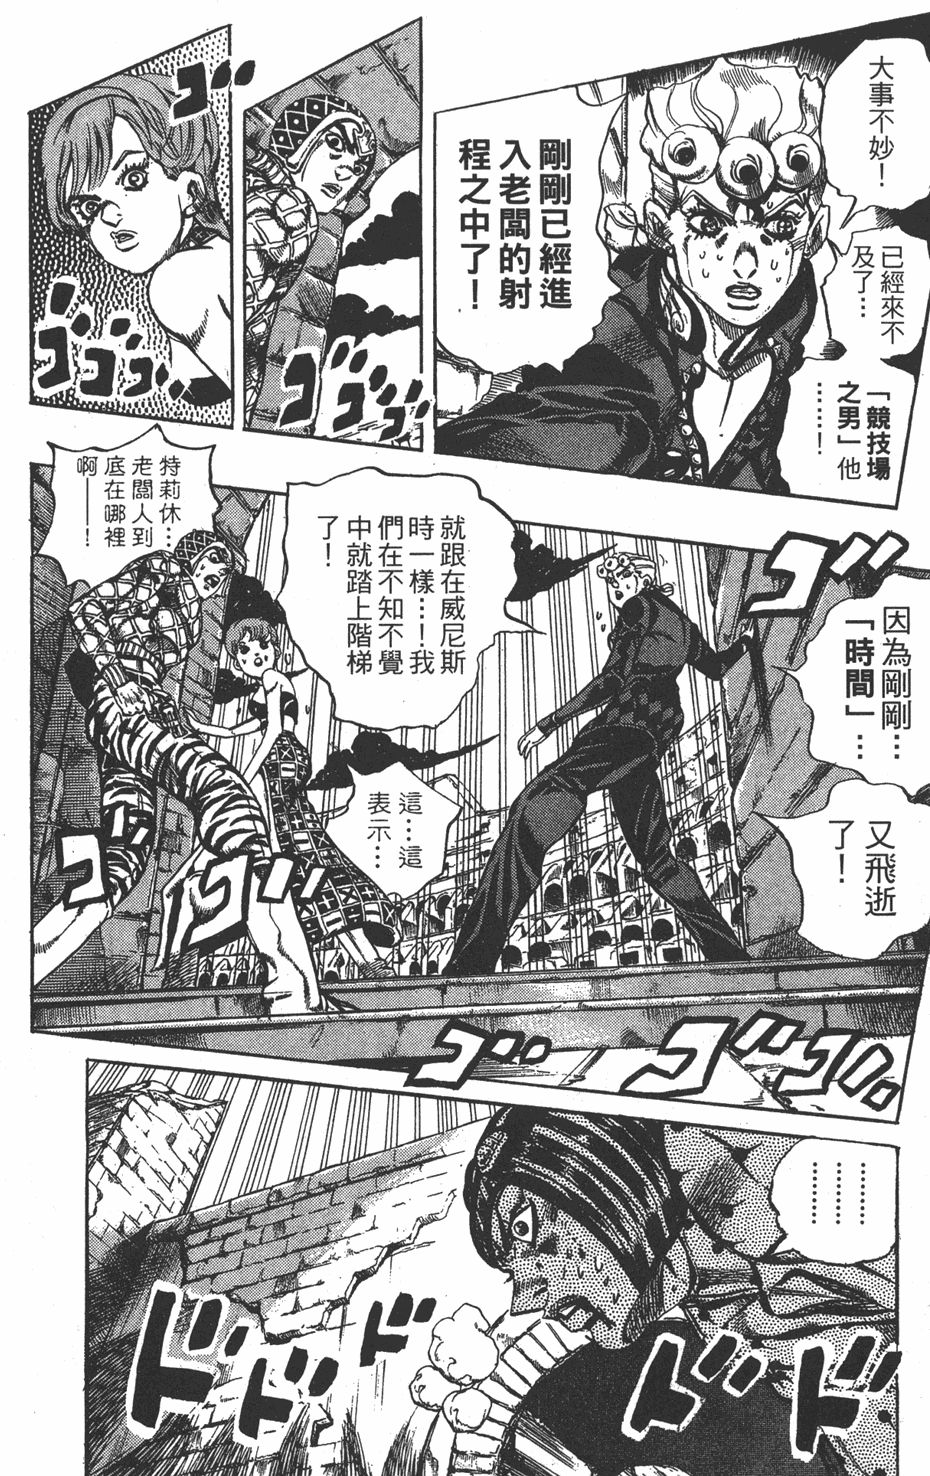 大事不妙！
已經來不
及了…
「競技場
之男」他
……！
剛剛已經進
入老闆的射
程之中了！
ゴ
ゴゴゴ
ゴ
ゴゴゴ
ゴ
因為剛剛…
「時間」…
又飛逝
了！
就跟在威尼斯
時一樣…！我
們在不知不覺
中就踏上階梯
了！
這…這
表示…
特莉休…
老闆人到
底在哪裡
啊──！
ゴ
ゴ
ゴ
ゴ
ゴゴ
………
………
ドドド
ドド